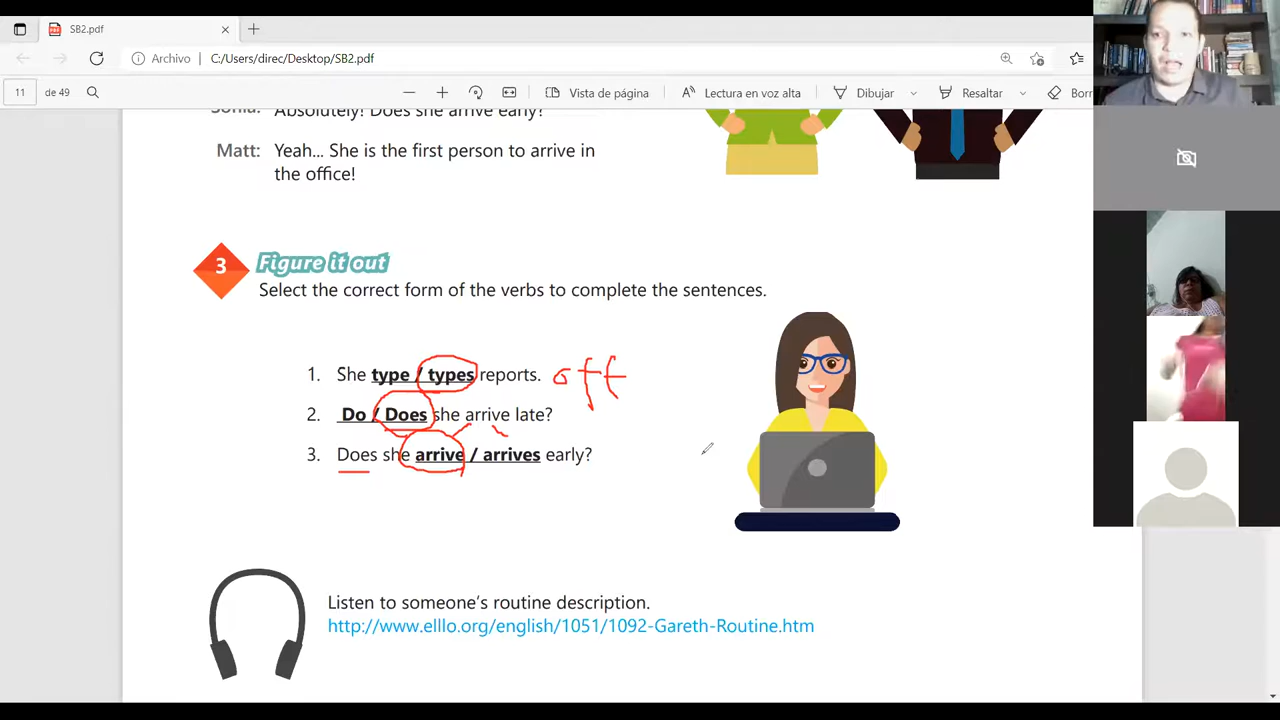 SB2.pdf
Archivo C:/Users/direc/Desktop/SB2.pdf
11 de 49 Vista de página Lectura en voz alta Dibujar Resaltar Borr
Sonia: Absolutely! Does she arrive early?
Matt: Yeah... She is the first person to arrive in
the office!
3 Figure it out
Select the correct form of the verbs to complete the sentences.
1. She type / types reports. off
2. Do / Does she arrive late?
3. Does she arrive / arrives early?
Listen to someone's routine description.
http://www.elllo.org/english/1051/1092-Gareth-Routine.htm